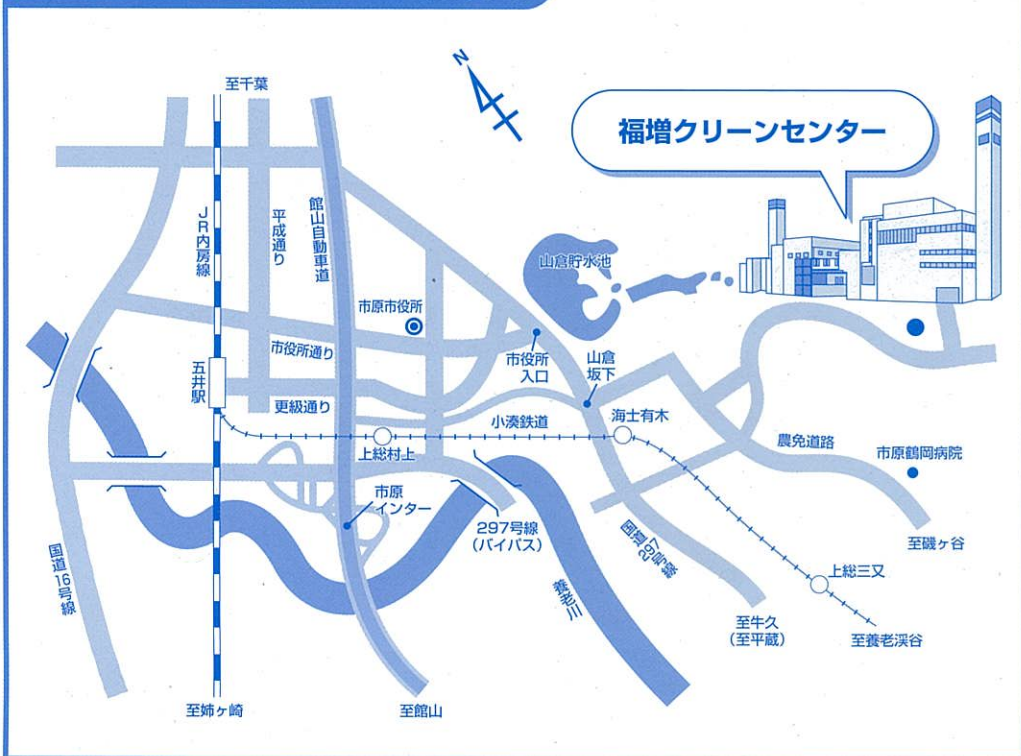 至千葉
N
福増クリーンセンター
JR内房線
平成通り
館山自動車道
山倉貯水池
市原市役所
市役所通り
市役所
入口
山倉
坂下
五井駅
更級通り
小湊鉄道
海士有木
上総村上
農免道路
市原鶴岡病院
市原
インター
297号線
(バイパス)
国道297号線
至磯ヶ谷
国道16号線
養老川
上総三又
至牛久
(至平蔵)
至養老渓谷
至姉ヶ崎
至館山